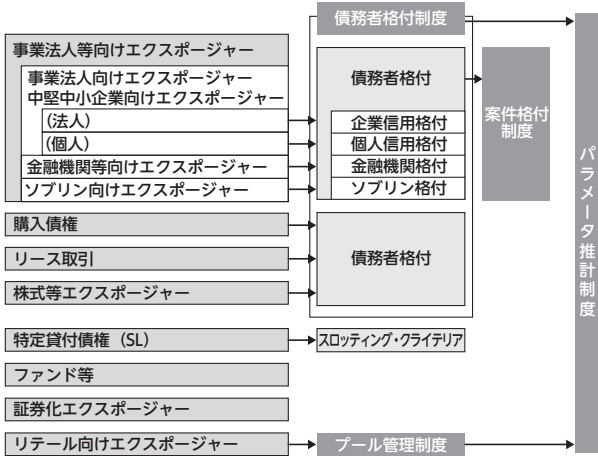 債務者格付制度
事業法人等向けエクスポージャー
事業法人向けエクスポージャー
中堅中小企業向けエクスポージャー
(法人)
(個人)
金融機関等向けエクスポージャー
ソブリン向けエクスポージャー
債務者格付
企業信用格付
個人信用格付
金融機関格付
ソブリン格付
案件格付
制度
パラメータ推計制度
購入債権
リース取引
株式等エクスポージャー
債務者格付
特定貸付債権（SL）
スロッティング・クライテリア
ファンド等
証券化エクスポージャー
リテール向けエクスポージャー
プール管理制度